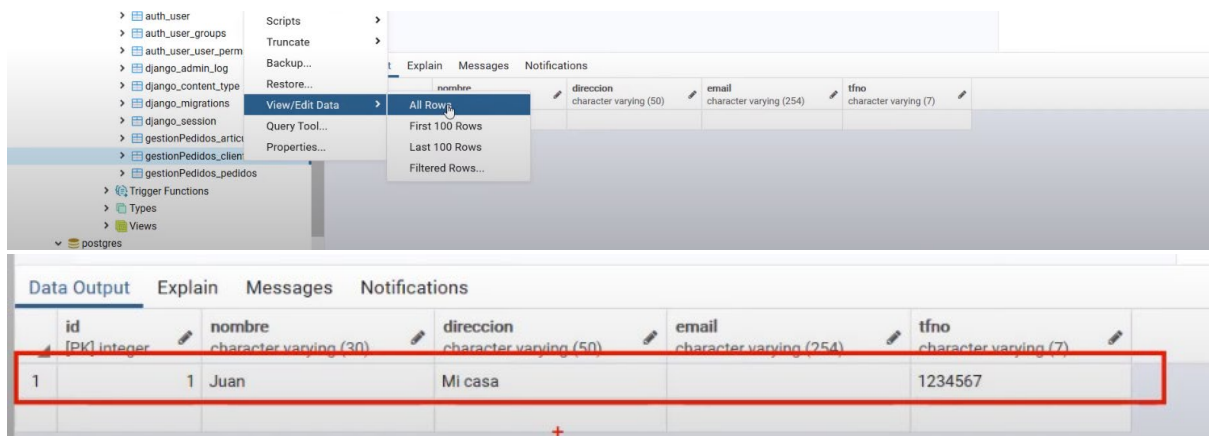 auth_user
auth_user_groups
auth_user_user_perm
django_admin_log
django_content_type
django_migrations
django_session
gestionPedidos_articu
gestionPedidos_client
gestionPedidos_pedidos
Trigger Functions
Types
Views
postgres
Scripts
Truncate
Backup...
Restore...
View/Edit Data
Query Tool...
Properties...
All Rows
First 100 Rows
Last 100 Rows
Filtered Rows...
t Explain Messages Notifications
nombre direccion email tfno
character varying (50) character varying (254) character varying (7)
Data Output Explain Messages Notifications
id nombre direccion email tfno
[PK] integer character varying (30) character varying (50) character varying (254) character varying (7)
1 1 Juan Mi casa 1234567